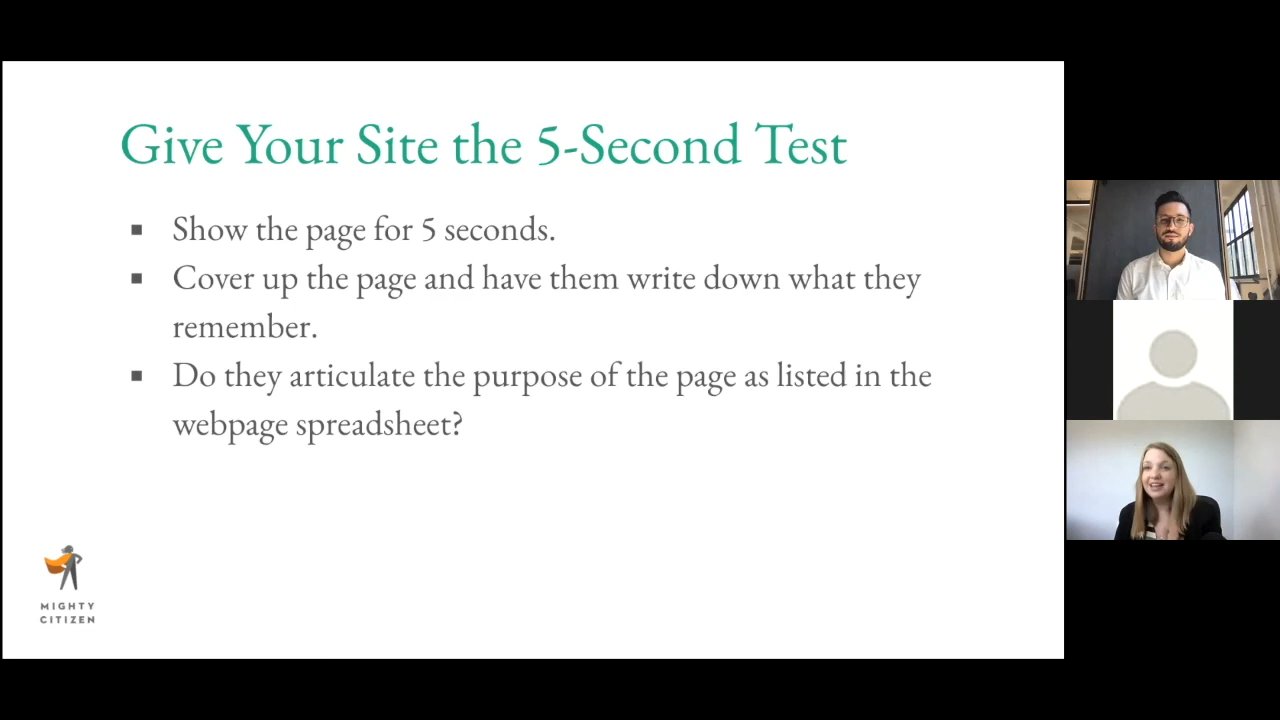 Give Your Site the 5-Second Test
▪ Show the page for 5 seconds.
▪ Cover up the page and have them write down what they
remember.
▪ Do they articulate the purpose of the page as listed in the
webpage spreadsheet?
MIGHTY
CITIZEN